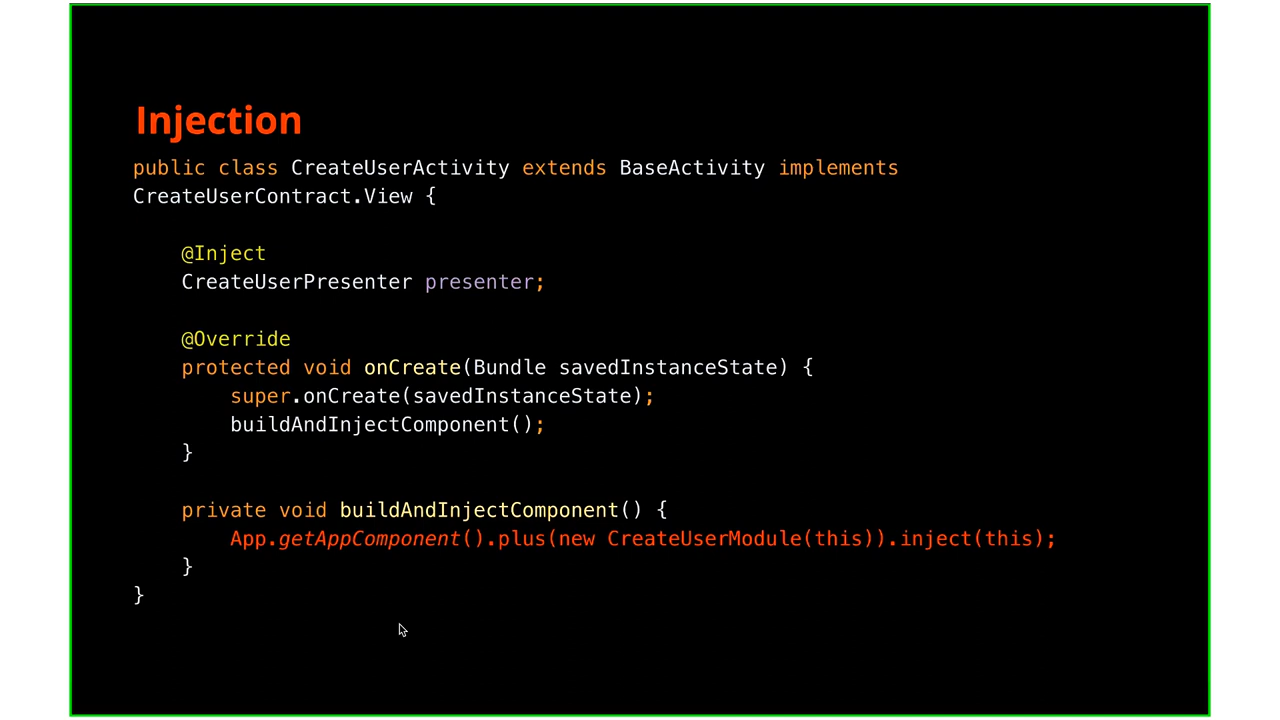 Injection
public class CreateUserActivity extends BaseActivity implements
CreateUserContract.View {
@Inject
CreateUserPresenter presenter;
@Override
protected void onCreate(Bundle savedInstanceState) {
super.onCreate(savedInstanceState);
buildAndInjectComponent();
}
private void buildAndInjectComponent() {
App.getAppComponent().plus(new CreateUserModule(this)).inject(this);
}
}